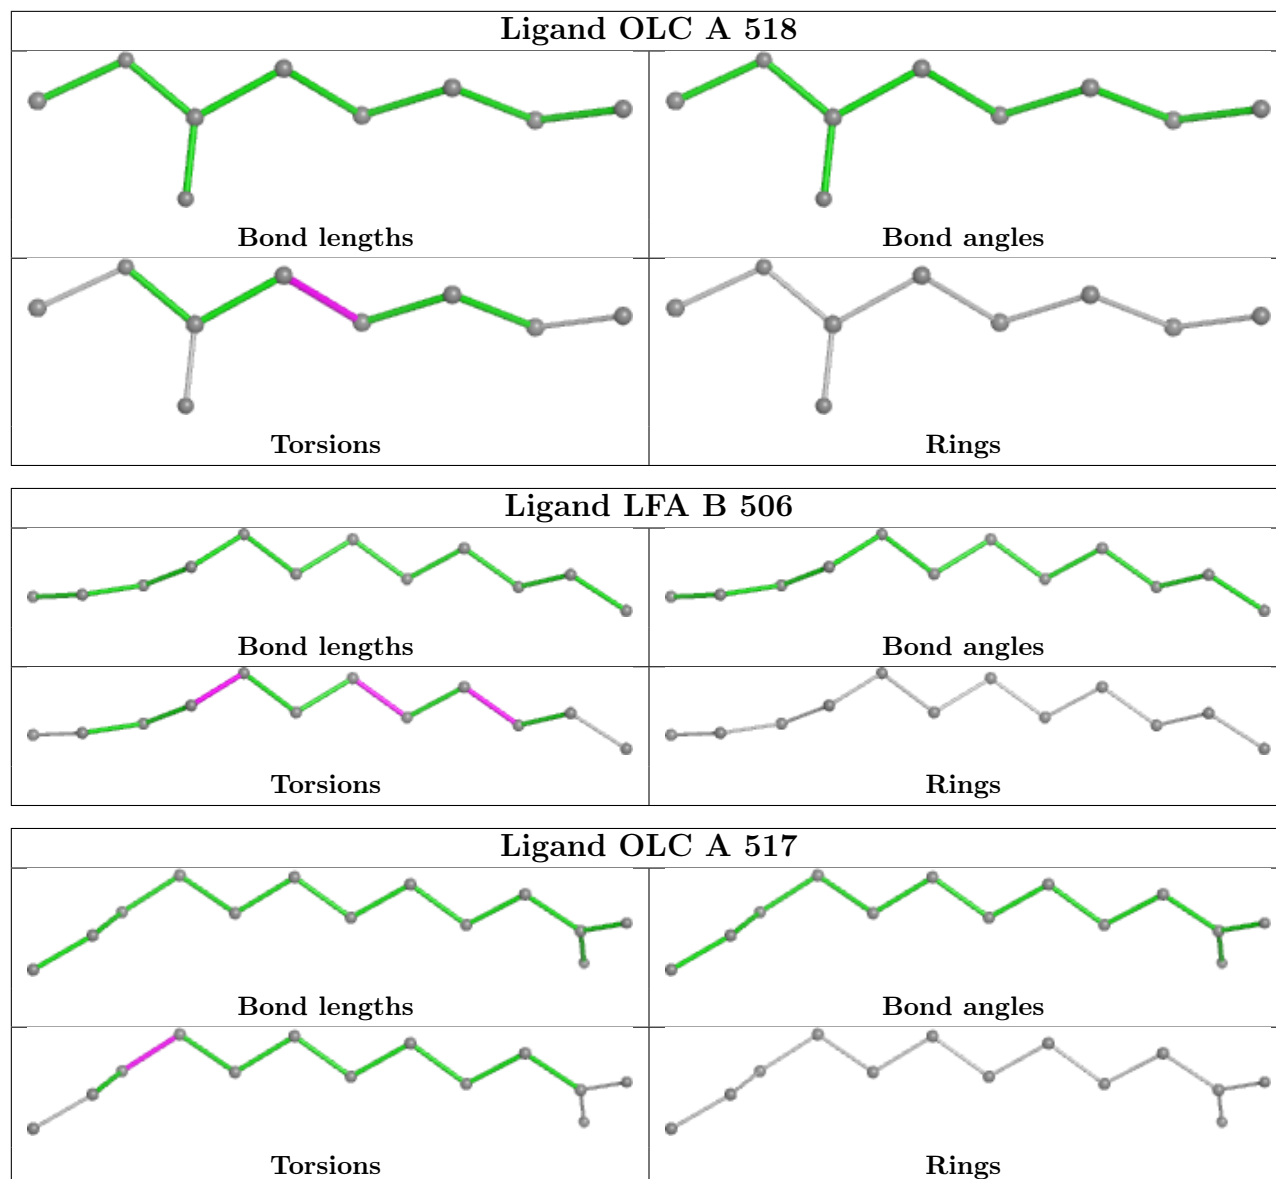 Ligand OLC A 518
Bond lengths
Bond angles
Torsions
Rings
Ligand LFA B 506
Bond lengths
Bond angles
Torsions
Rings
Ligand OLC A 517
Bond lengths
Bond angles
Torsions
Rings